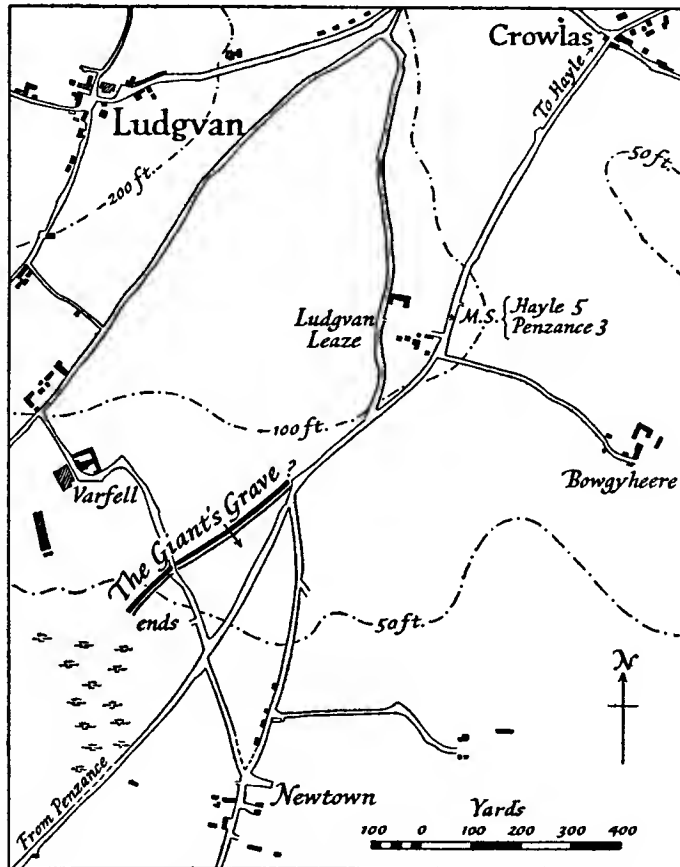 Crowlas
To Hayle
Ludgvan
200 ft.
50 ft.
Ludgvan
Leaze
M.S. { Hayle 5
Penzance 3
100 ft.
Bowgyheere
Varfell
The Giant's Grave ?
ends
50 ft.
N
From Penzance
Newtown
Yards
100 0 100 200 300 400